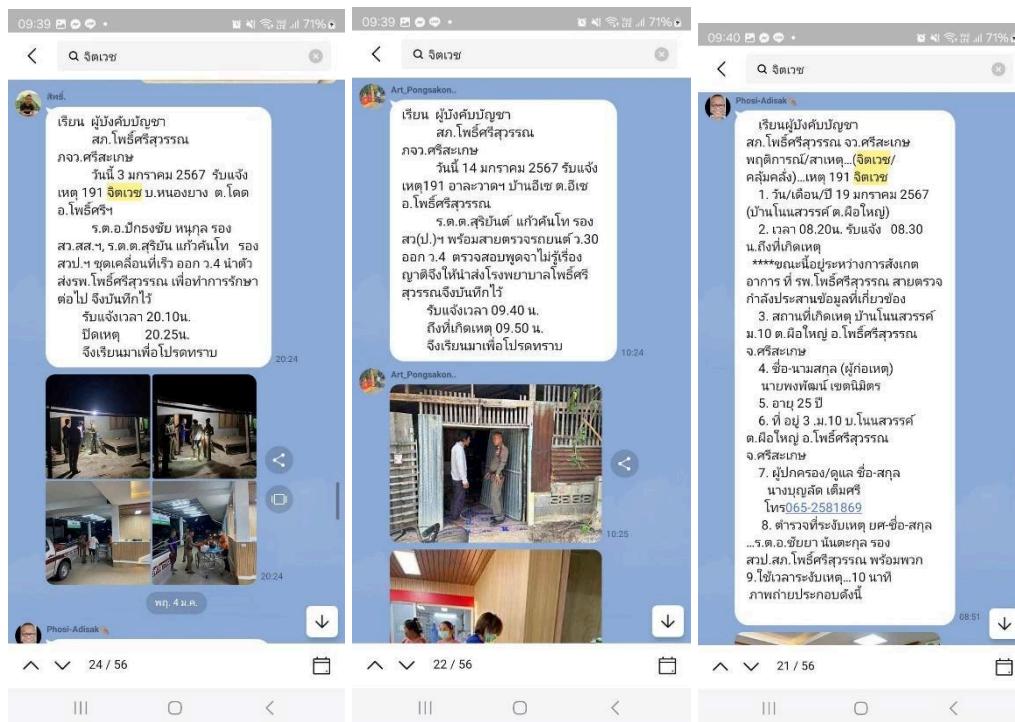 09:39
71%
จิตเวช
สิทธิ์.
เรียน ผู้บังคับบัญชา
สภ.โพธิ์ศรีสุวรรณ
ภจว.ศรีสะเกษ
วันนี้ 3 มกราคม 2567 รับแจ้ง
เหตุ 191 จิตเวช บ.หนองยาง ต.โดด
อ.โพธิ์ศรีฯ
ร.ต.อ.ปักธงชัย หนุกุล รอง
สว.สส.ฯ, ร.ต.ต.สุริยัน แก้วคันโท รอง
สวป.ฯ ชุดเคลื่อนที่เร็ว ออก ว.4 นำตัว
ส่งรพ.โพธิ์ศรีสุวรรณ เพื่อทำการรักษา
ต่อไป จึงบันทึกไว้
รับแจ้งเวลา 20.10น.
ปิดเหตุ 20.25น.
จึงเรียนมาเพื่อโปรดทราบ
20:24
20:24
พฤ. 4 ม.ค.
Phosi-Adisak
24 / 56
09:39
71%
จิตเวช
Art_Pongsakon..
เรียน ผู้บังคับบัญชา
สภ.โพธิ์ศรีสุวรรณ
ภจว.ศรีสะเกษ
วันนี้ 14 มกราคม 2567 รับแจ้ง
เหตุ191 อาละวาดฯ บ้านอีเซ ต.อีเซ
อ.โพธิ์ศรีสุวรรณ
ร.ต.ต.สุริยันต์ แก้วคันโท รอง
สว(ป.)ฯ พร้อมสายตรวจรถยนต์ ว.30
ออก ว.4 ตรวจสอบพูดจาไม่รู้เรื่อง
ญาติจึงให้นำส่งโรงพยาบาลโพธิ์ศรี
สุวรรณจึงบันทึกไว้
รับแจ้งเวลา 09.40 น.
ถึงที่เกิดเหตุ 09.50 น.
จึงเรียนมาเพื่อโปรดทราบ
10:24
Art_Pongsakon..
10:25
22 / 56
09:40
71%
จิตเวช
Phosi-Adisak
เรียนผู้บังคับบัญชา
สภ.โพธิ์ศรีสุวรรณ จว.ศรีสะเกษ
พฤติการณ์/สาเหตุ...(จิตเวช/
คลุ้มคลั่ง)...เหตุ 191 จิตเวช
1. วัน/เดือน/ปี 19 มกราคม 2567
(บ้านโนนสวรรค์ ต.ผือใหญ่)
2. เวลา 08.20น. รับแจ้ง 08.30
น.ถึงที่เกิดเหตุ
****ขณะนี้อยู่ระหว่างการสังเกต
อาการ ที่ รพ.โพธิ์ศรีสุวรรณ สายตรวจ
กำลังประสานข้อมูลที่เกี่ยวข้อง
3. สถานที่เกิดเหตุ บ้านโนนสวรรค์
ม.10 ต.ผือใหญ่ อ.โพธิ์ศรีสุวรรณ
จ.ศรีสะเกษ
4. ชื่อ-นามสกุล (ผู้ก่อเหตุ)
นายพงพัฒน์ เขตนิมิตร
5. อายุ 25 ปี
6. ที่ อยู่ 3 .ม.10 บ.โนนสวรรค์
ต.ผือใหญ่ อ.โพธิ์ศรีสุวรรณ
จ.ศรีสะเกษ
7. ผู้ปกครอง/ดูแล ชื่อ-สกุล
นางบุญลัด เต็มศรี
โทร065-2581869
8. ตำรวจที่ระงับเหตุ ยศ-ชื่อ-สกุล
...ร.ต.อ.ชัยยา นันตะกุล รอง
สวป.สภ.โพธิ์ศรีสุวรรณ พร้อมพวก
9.ใช้เวลาระงับเหตุ...10 นาที
ภาพถ่ายประกอบดังนี้
08:51
21 / 56